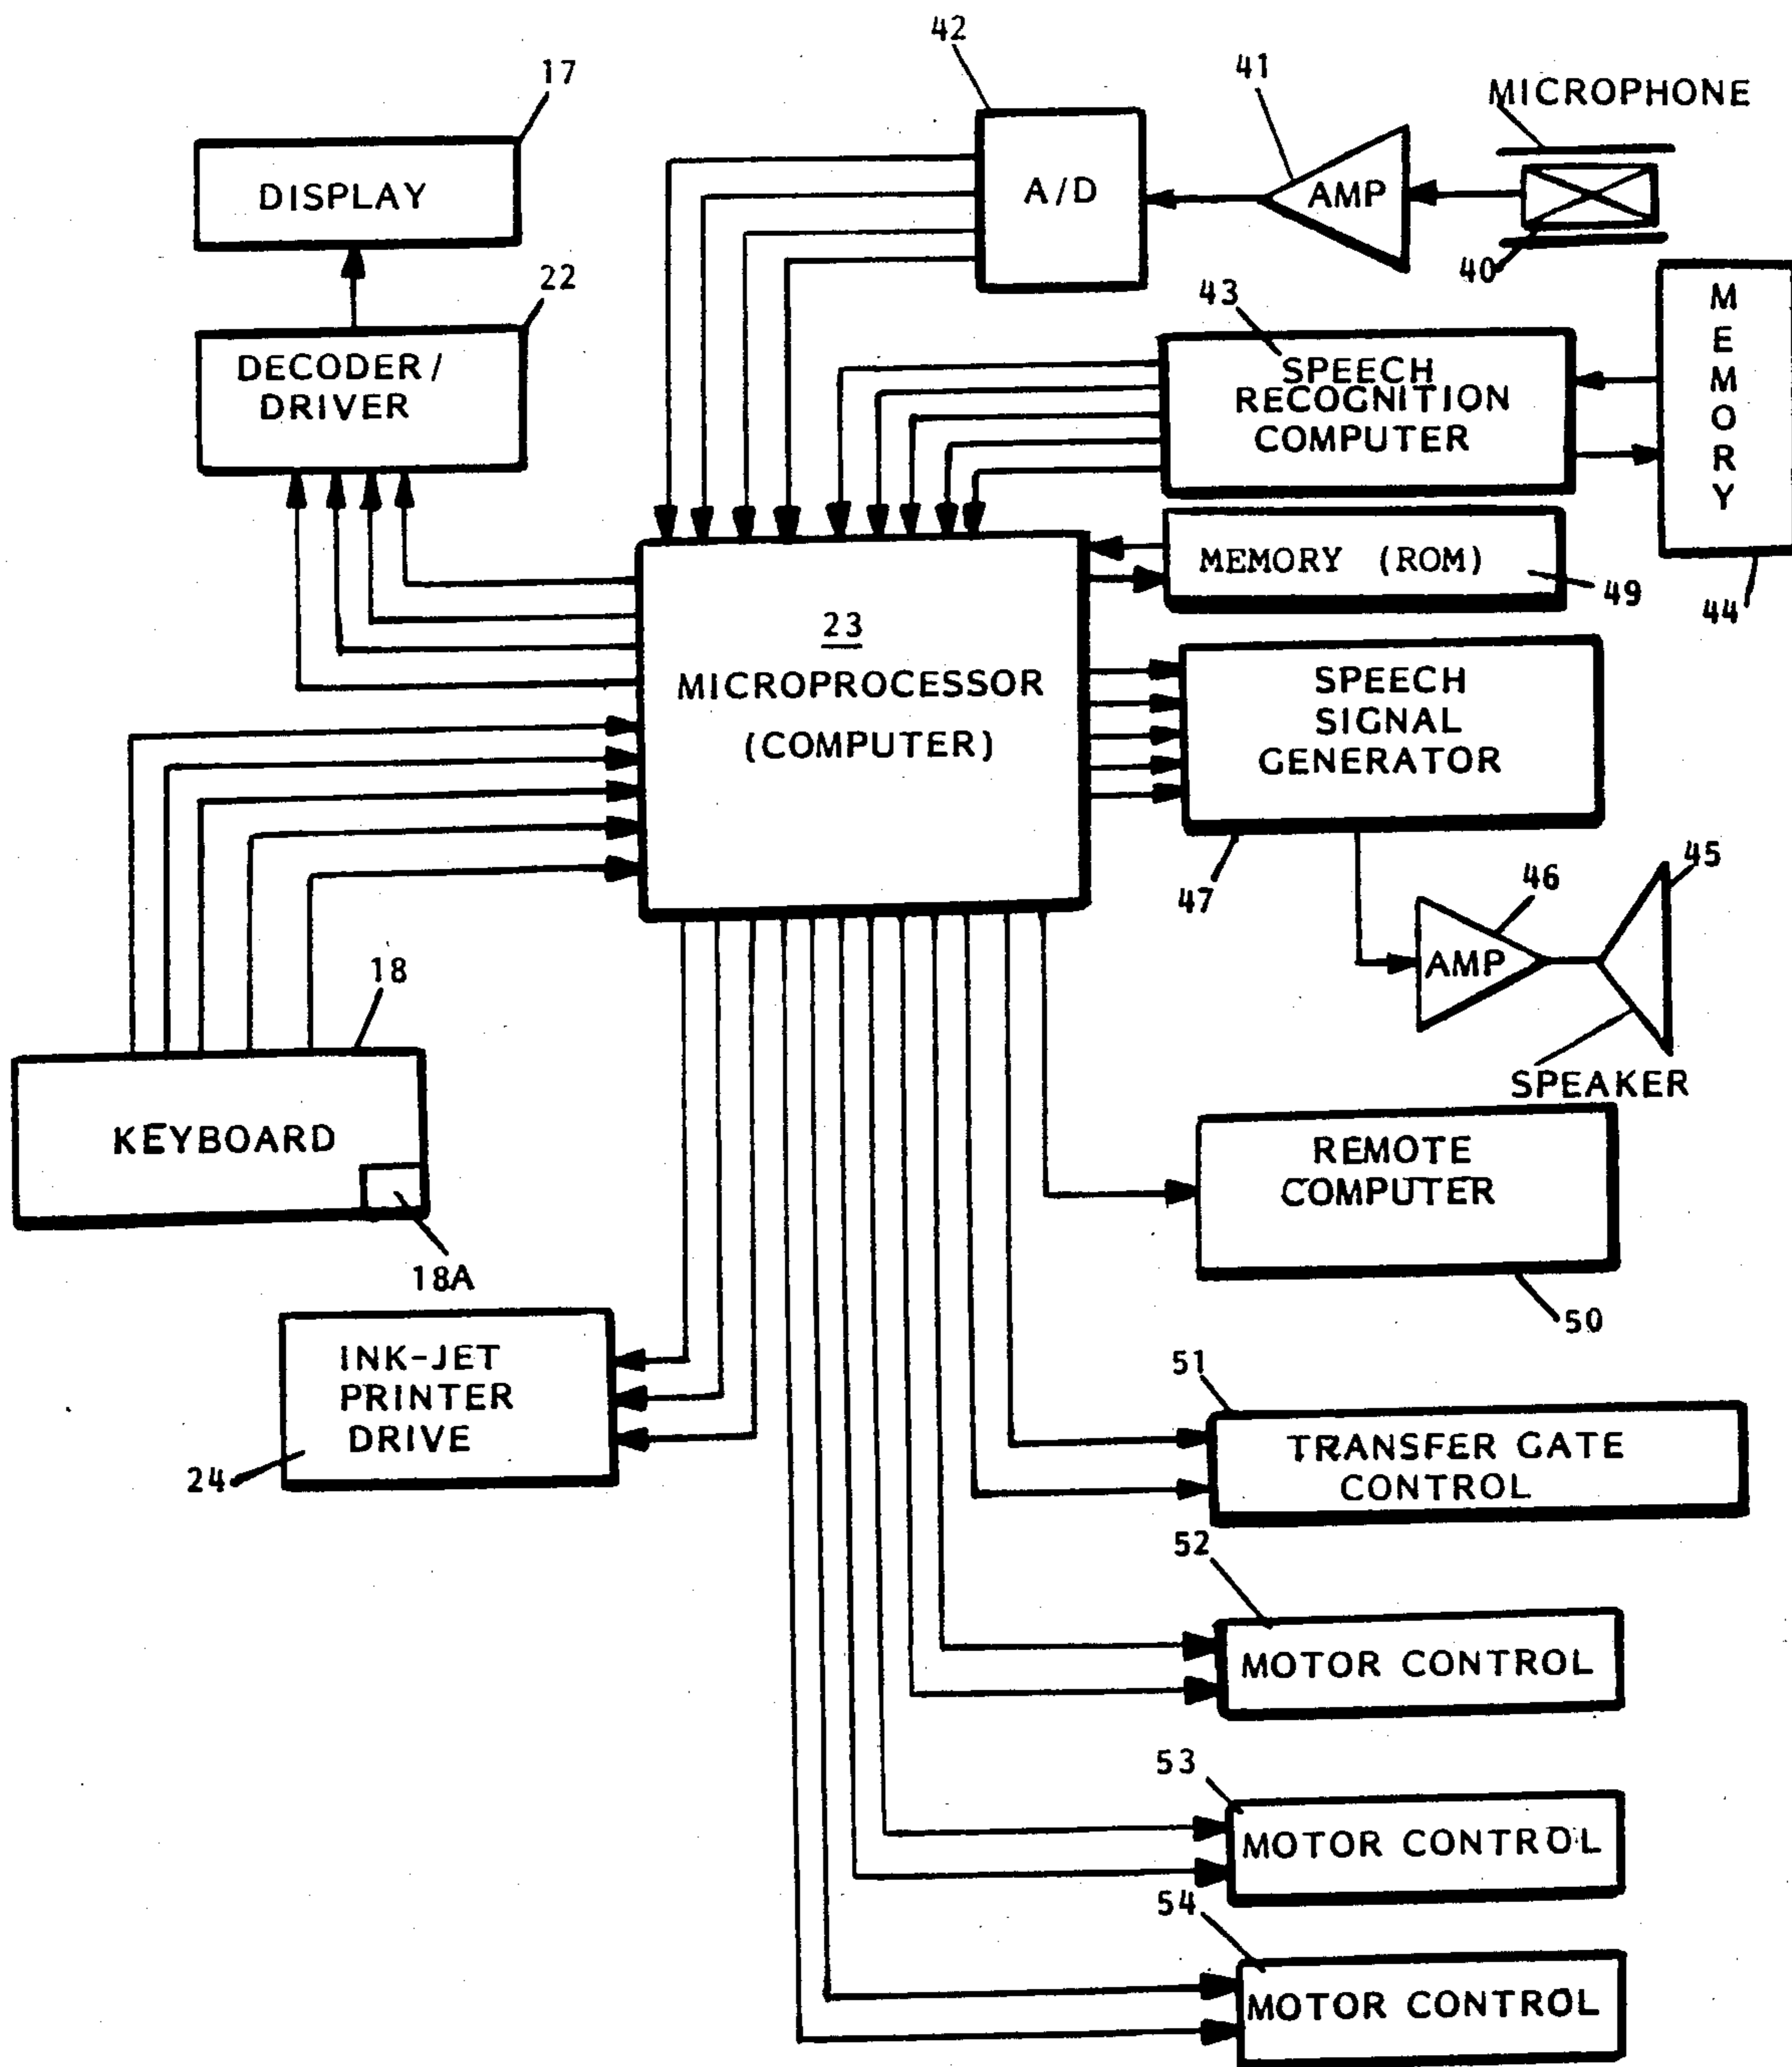 42
17
41
MICROPHONE
DISPLAY
A/D
AMP
40
22
43
MEMORY
DECODER/
DRIVER
SPEECH
RECOGNITION
COMPUTER
MEMORY (ROM)
49
44
23
MICROPROCESSOR
(COMPUTER)
SPEECH
SIGNAL
GENERATOR
47
46
45
AMP
SPEAKER
18
KEYBOARD
18A
REMOTE
COMPUTER
50
INK-JET
PRINTER
DRIVE
24
51
TRANSFER GATE
CONTROL
52
MOTOR CONTROL
53
MOTOR CONTROL
54
MOTOR CONTROL